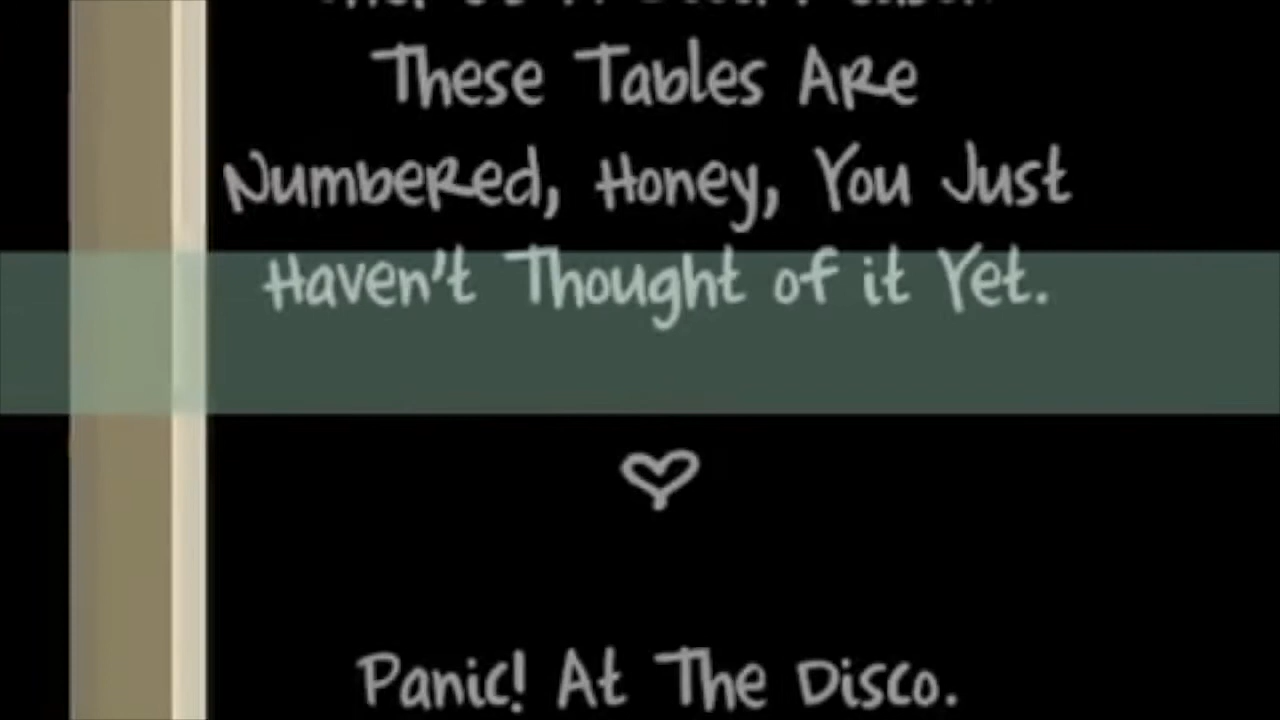 These Tables Are
Numbered, Honey, You Just
Haven't Thought of it Yet.
Panic! At The Disco.